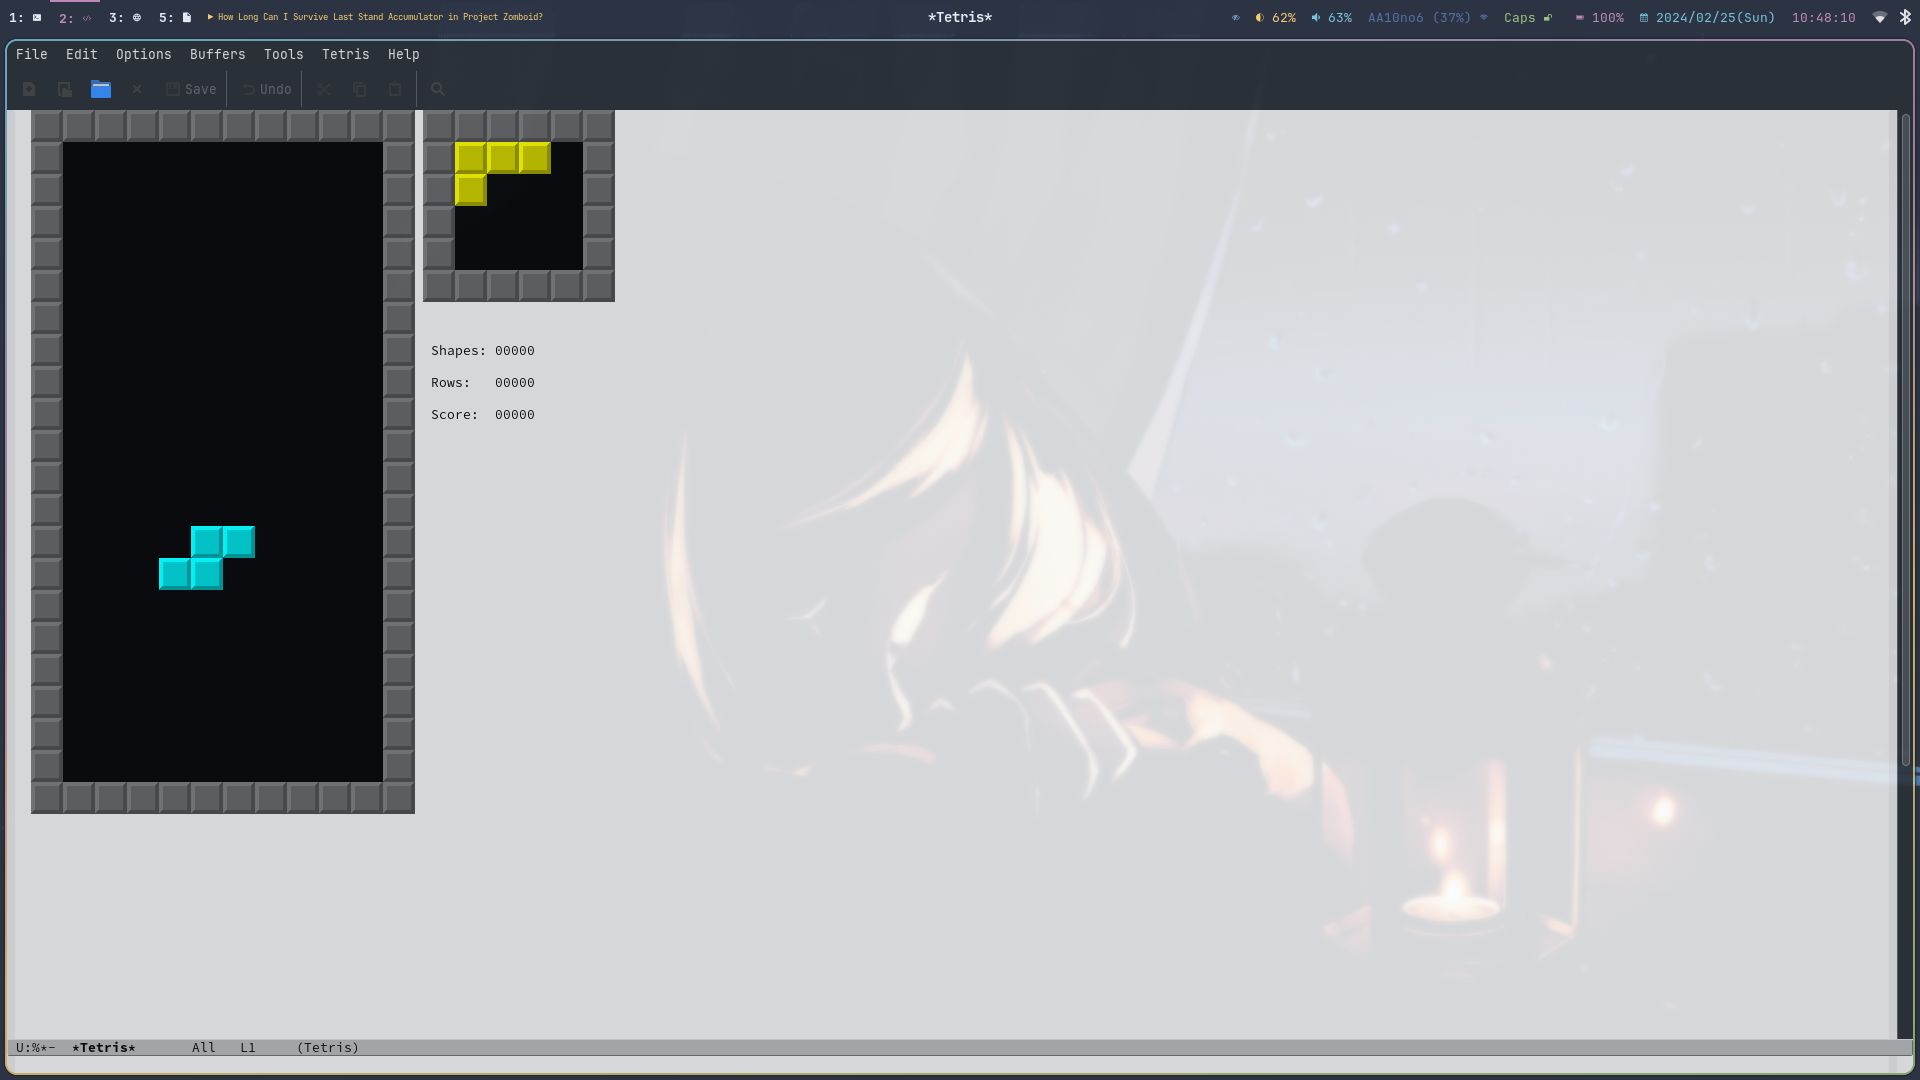 1: 2: 3: 5: How Long Can I Survive Last Stand Accumulator in Project Zomboid? *Tetris* 62% 63% AA10no6 (37%) Caps 100% 2024/02/25(Sun) 10:48:10
File Edit Options Buffers Tools Tetris Help
Save Undo
Shapes: 00000
Rows: 00000
Score: 00000
U:%*- *Tetris* All L1 (Tetris)